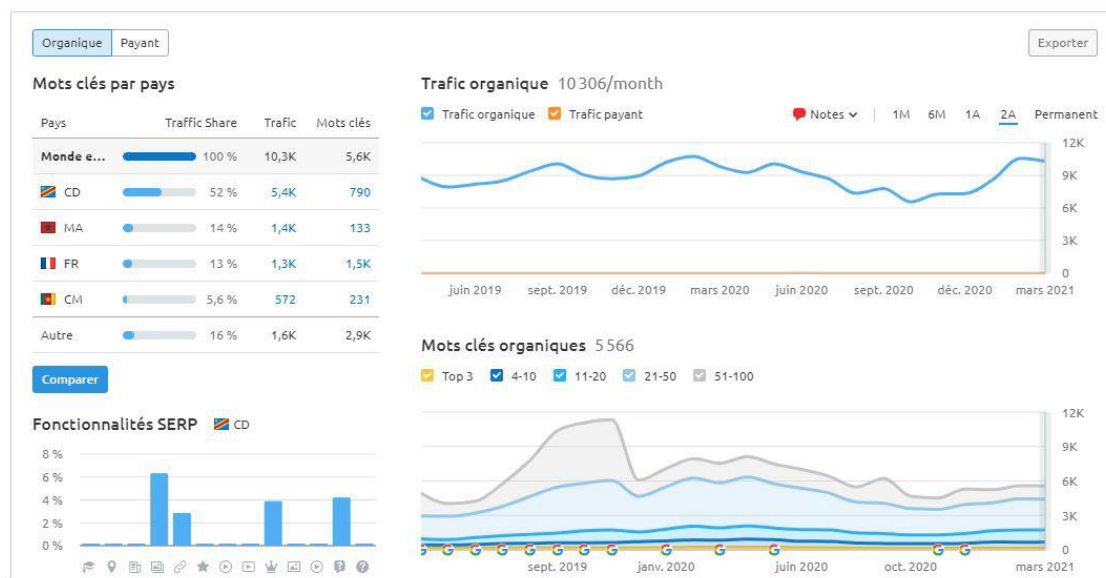 Organique Payant Exporter
Mots clés par pays
Pays Traffic Share Trafic Mots clés
Monde e... 100 % 10,3K 5,6K
CD 52 % 5,4K 790
MA 14 % 1,4K 133
FR 13 % 1,3K 1,5K
CM 5,6 % 572 231
Autre 16 % 1,6K 2,9K
Comparer
Fonctionnalités SERP CD
8 %
6 %
4 %
2 %
0 %
Trafic organique 10 306/month
Trafic organique Trafic payant Notes 1M 6M 1A 2A Permanent
12K
9K
6K
3K
0
juin 2019 sept. 2019 déc. 2019 mars 2020 juin 2020 sept. 2020 déc. 2020 mars 2021
Mots clés organiques 5 566
Top 3 4-10 11-20 21-50 51-100
12K
9K
6K
3K
0
sept. 2019 janv. 2020 juin 2020 oct. 2020 mars 2021